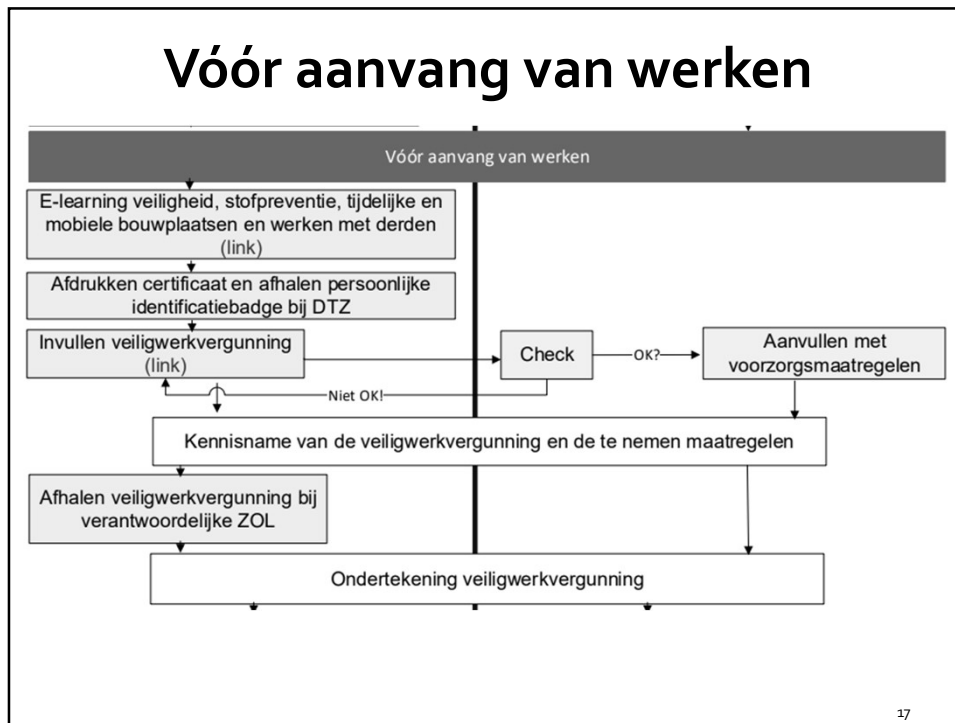 Vóór aanvang van werken
Vóór aanvang van werken
E-learning veiligheid, stofpreventie, tijdelijke en
mobiele bouwplaatsen en werken met derden
(link)
Afdrukken certificaat en afhalen persoonlijke
identificatiebadge bij DTZ
Invullen veiligwerkvergunning
(link)
Check
OK?
Aanvullen met
voorzorgsmaatregelen
Niet OK!
Kennisname van de veiligwerkvergunning en de te nemen maatregelen
Afhalen veiligwerkvergunning bij
verantwoordelijke ZOL
Ondertekening veiligwerkvergunning
17